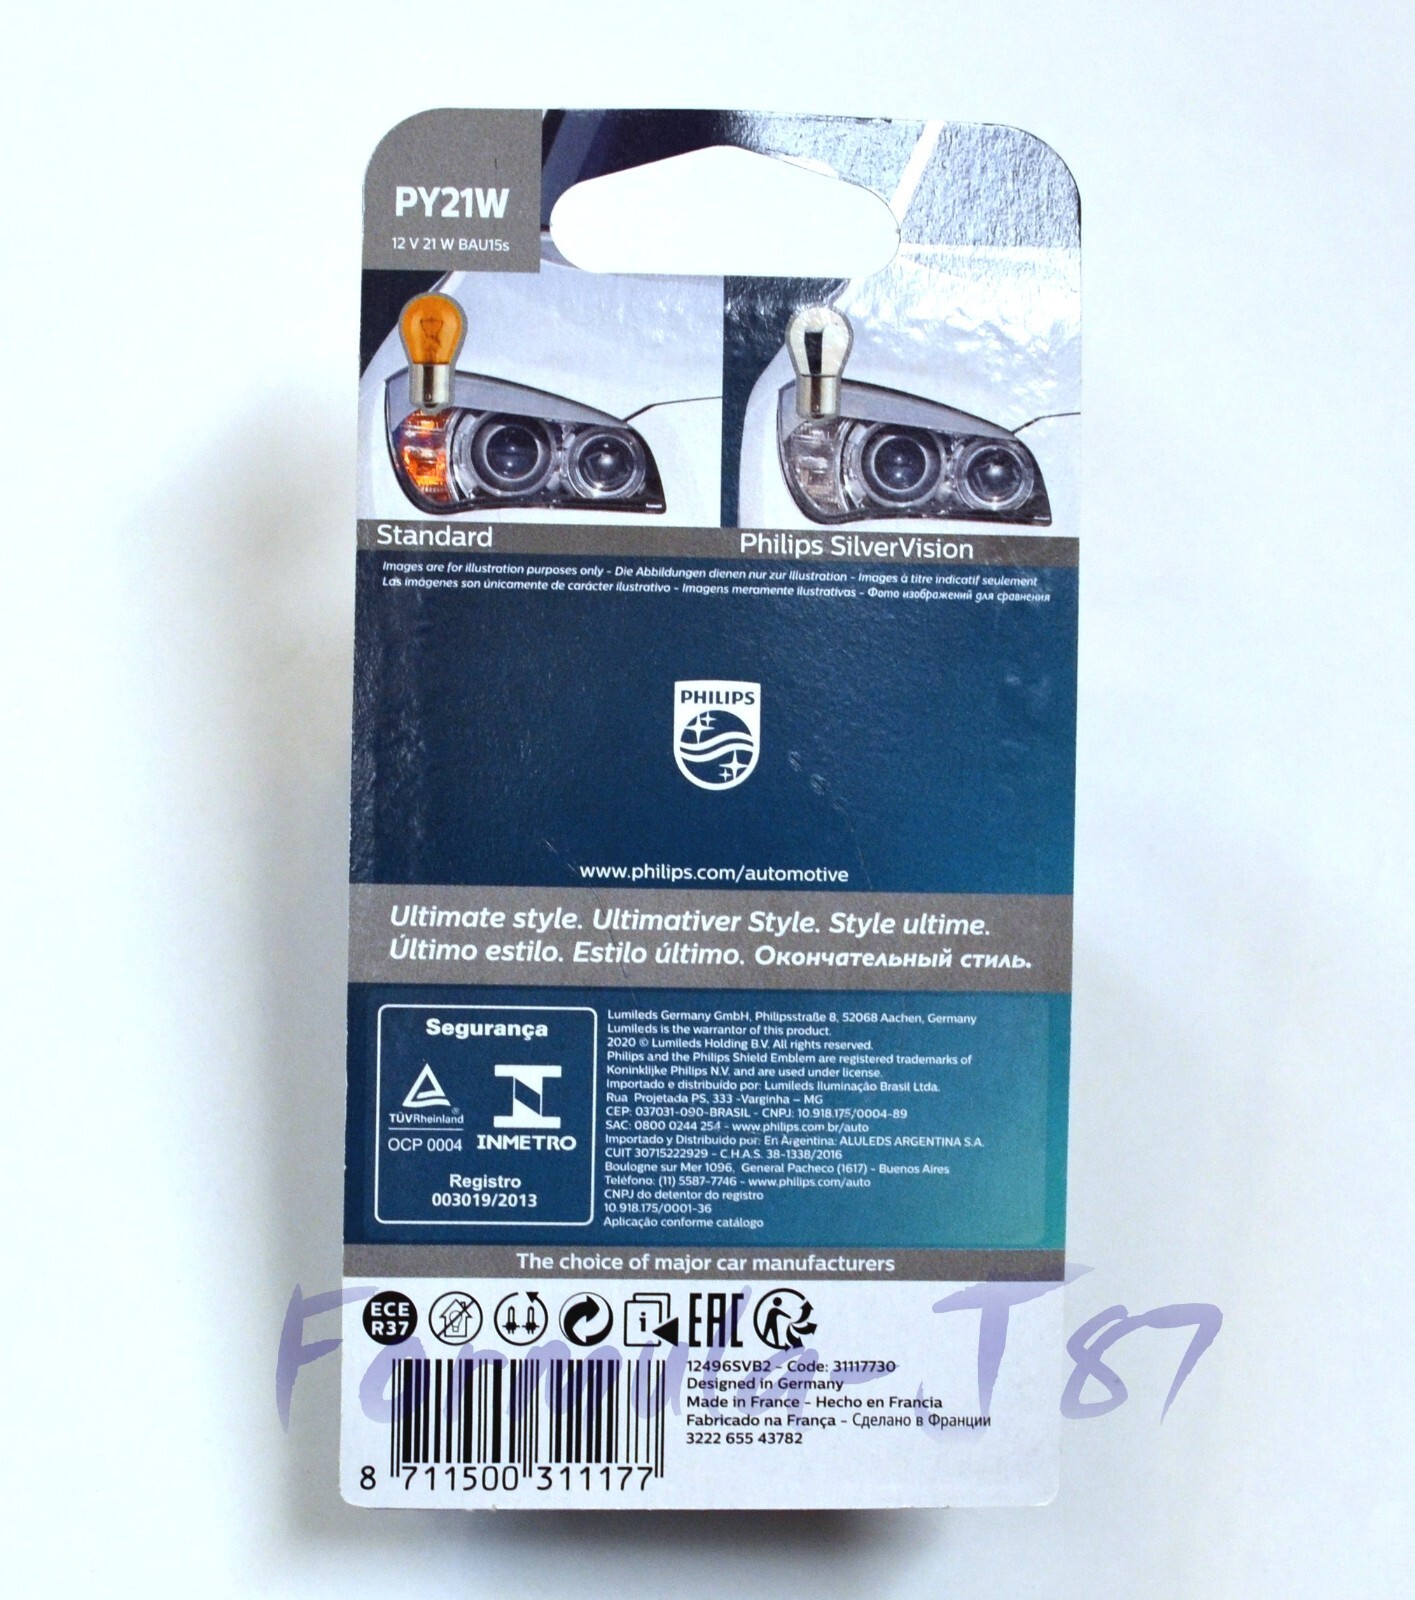 PY21W
12 V 21 W BAU15s
Standard
Philips SilverVision
Images are for illustration purposes only - Die Abbildungen dienen nur zur Illustration - Images à titre indicatif seulement
Las imágenes son únicamente de carácter ilustrativo - Imagens meramente ilustrativas - Фото изображений для сравнения
PHILIPS
www.philips.com/automotive
Ultimate style. Ultimativer Style. Style ultime.
Último estilo. Estilo último. Окончательный стиль.
Segurança
TÜVRheinland®
OCP 0004
INMETRO
Registro
003019/2013
Lumileds Germany GmbH, Philipsstraße 8, 52068 Aachen, Germany
Lumileds is the warrantor of this product.
2020 © Lumileds Holding B.V. All rights reserved.
Philips and the Philips Shield Emblem are registered trademarks of
Koninklijke Philips N.V. and are used under license.
Importado e distribuido por: Lumileds Iluminação Brasil Ltda.
Rua Projetada PS, 333 -Varginha – MG
CEP: 037031-090-BRASIL - CNPJ: 10.918.175/0004-89
SAC: 0800 0244 254 - www.philips.com.br/auto
Importado y Distribuido por: En Argentina: ALULEDS ARGENTINA S.A.
CUIT 30715222929 - C.H.A.S. 38-1338/2016
Boulogne sur Mer 1096, General Pacheco (1617) - Buenos Aires
Teléfono: (11) 5587-7746 - www.philips.com/auto
CNPJ do detentor do registro
10.918.175/0001-36
Aplicação conforme catálogo
The choice of major car manufacturers
ECE
R37
EAC
Formula-T87
12496SVB2 - Code: 31117730
Designed in Germany
Made in France - Hecho en Francia
Fabricado na França - Сделано в Франции
3222 655 43782
8 711500 311177